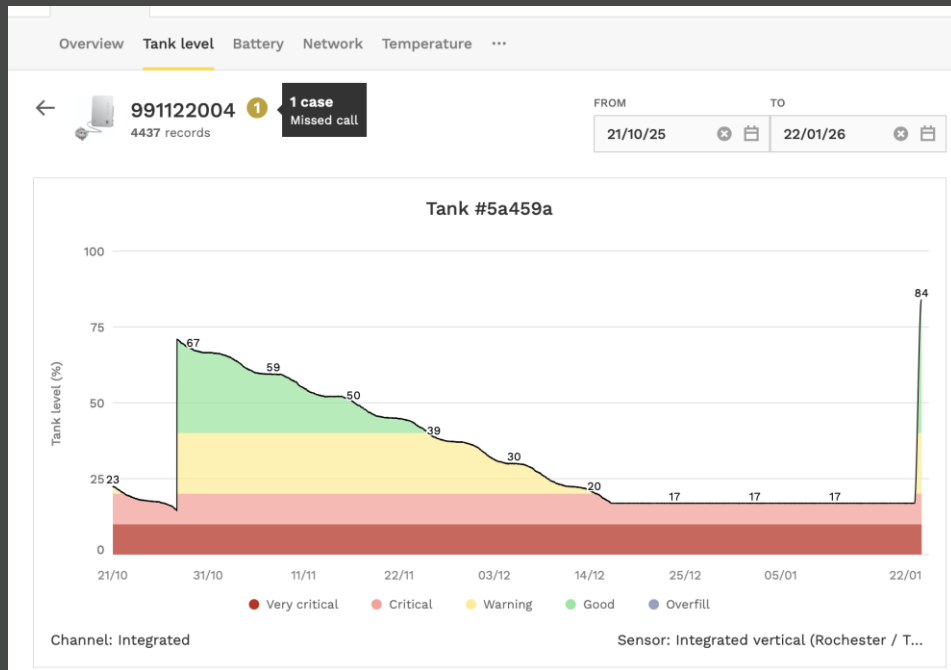 Overview Tank level Battery Network Temperature ...
991122004 1
4437 records
1 case
Missed call
FROM TO
21/10/25 22/01/26
Tank #5a459a
Tank level (%)
100
75
50
25
0
23 67 59 50 39 30 20 17 17 17 84
21/10 31/10 11/11 22/11 03/12 14/12 25/12 05/01 22/01
Very critical Critical Warning Good Overfill
Channel: Integrated Sensor: Integrated vertical (Rochester / T...